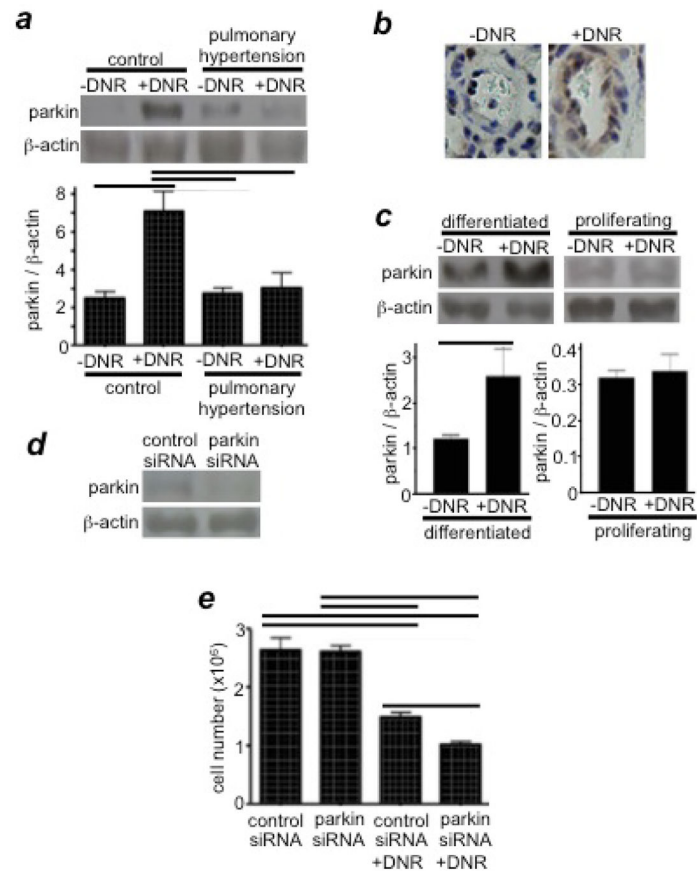 a
pulmonary
hypertension
control
-DNR +DNR -DNR +DNR
parkin
β-actin
8
6
4
2
0
parkin / β-actin
-DNR +DNR -DNR +DNR
control
pulmonary
hypertension
b
-DNR +DNR
c
differentiated proliferating
-DNR +DNR -DNR +DNR
parkin
β-actin
3
2
1
0
parkin / β-actin
-DNR +DNR
differentiated
0.4
0.3
0.2
0.1
0
parkin / β-actin
-DNR +DNR
proliferating
d
control parkin
siRNA siRNA
parkin
β-actin
e
3
2
1
0
cell number (x10⁶)
control parkin control parkin
siRNA siRNA siRNA siRNA
+DNR +DNR